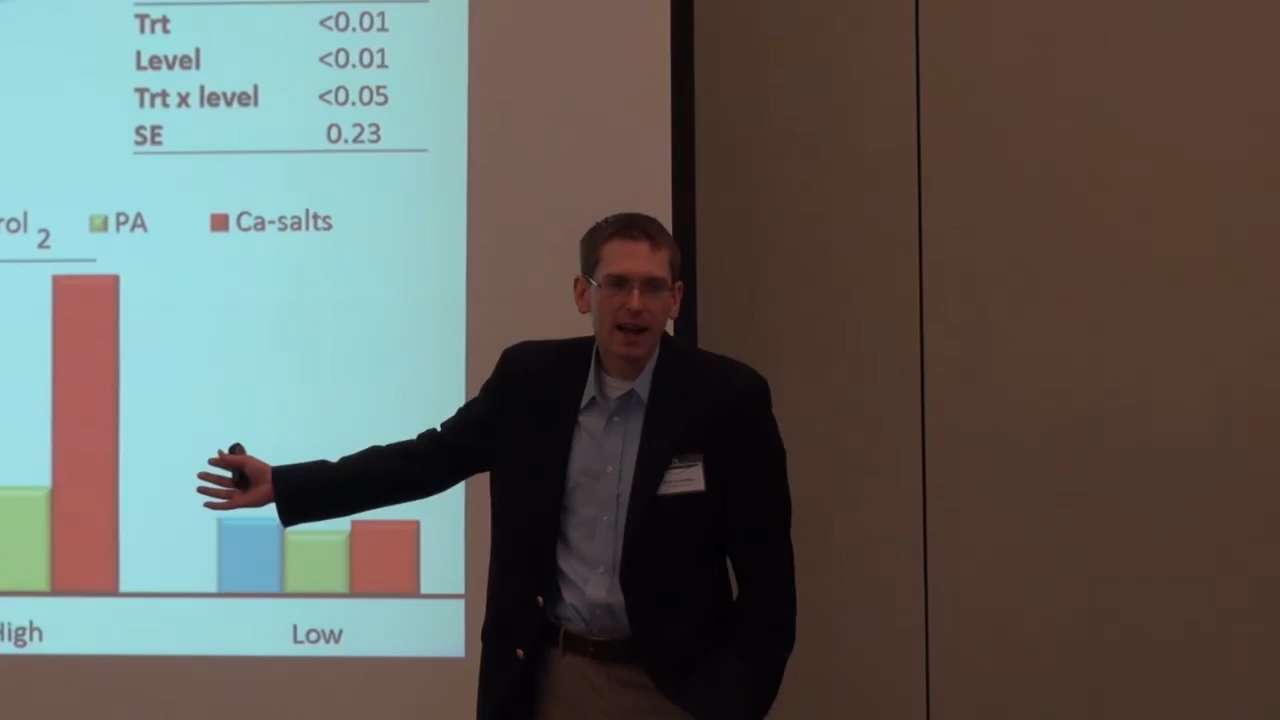 Trt <0.01
Level <0.01
Trt x level <0.05
SE 0.23
rol 2 PA Ca-salts
High Low